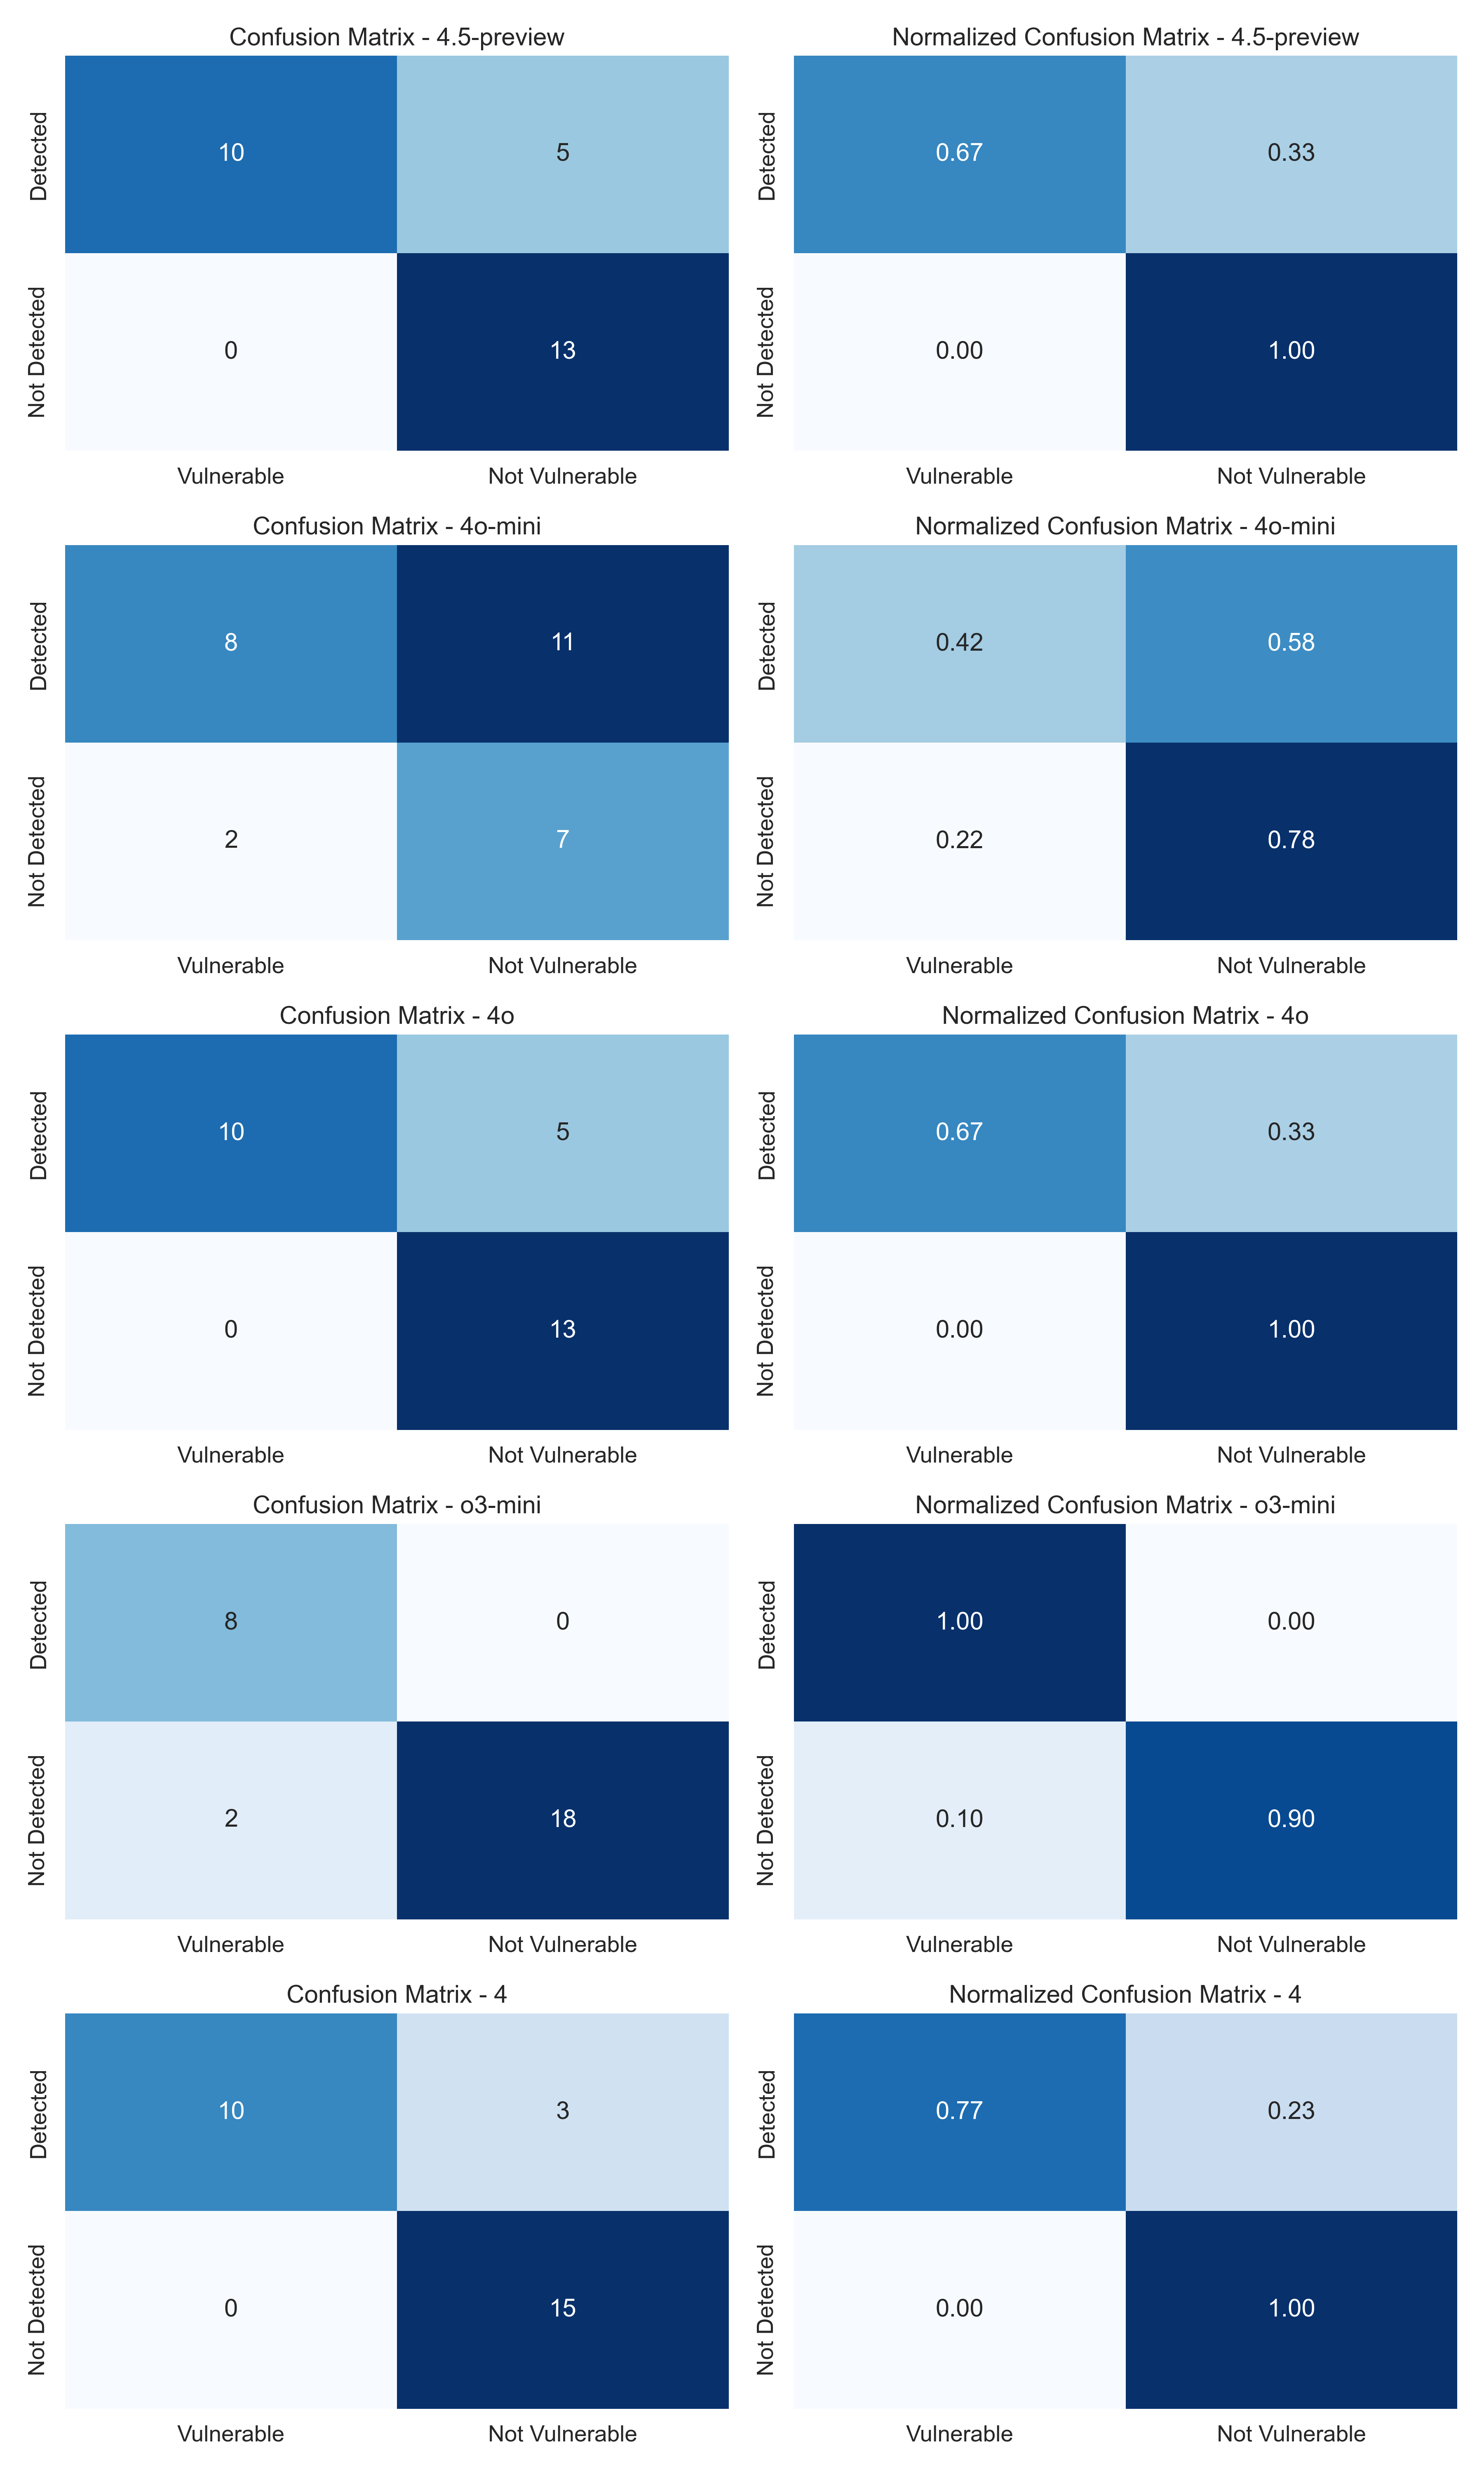 Confusion Matrix - 4.5-preview
Detected
10
5
Not Detected
0
13
Vulnerable
Not Vulnerable
Normalized Confusion Matrix - 4.5-preview
Detected
0.67
0.33
Not Detected
0.00
1.00
Vulnerable
Not Vulnerable
Confusion Matrix - 4o-mini
Detected
8
11
Not Detected
2
7
Vulnerable
Not Vulnerable
Normalized Confusion Matrix - 4o-mini
Detected
0.42
0.58
Not Detected
0.22
0.78
Vulnerable
Not Vulnerable
Confusion Matrix - 4o
Detected
10
5
Not Detected
0
13
Vulnerable
Not Vulnerable
Normalized Confusion Matrix - 4o
Detected
0.67
0.33
Not Detected
0.00
1.00
Vulnerable
Not Vulnerable
Confusion Matrix - o3-mini
Detected
8
0
Not Detected
2
18
Vulnerable
Not Vulnerable
Normalized Confusion Matrix - o3-mini
Detected
1.00
0.00
Not Detected
0.10
0.90
Vulnerable
Not Vulnerable
Confusion Matrix - 4
Detected
10
3
Not Detected
0
15
Vulnerable
Not Vulnerable
Normalized Confusion Matrix - 4
Detected
0.77
0.23
Not Detected
0.00
1.00
Vulnerable
Not Vulnerable